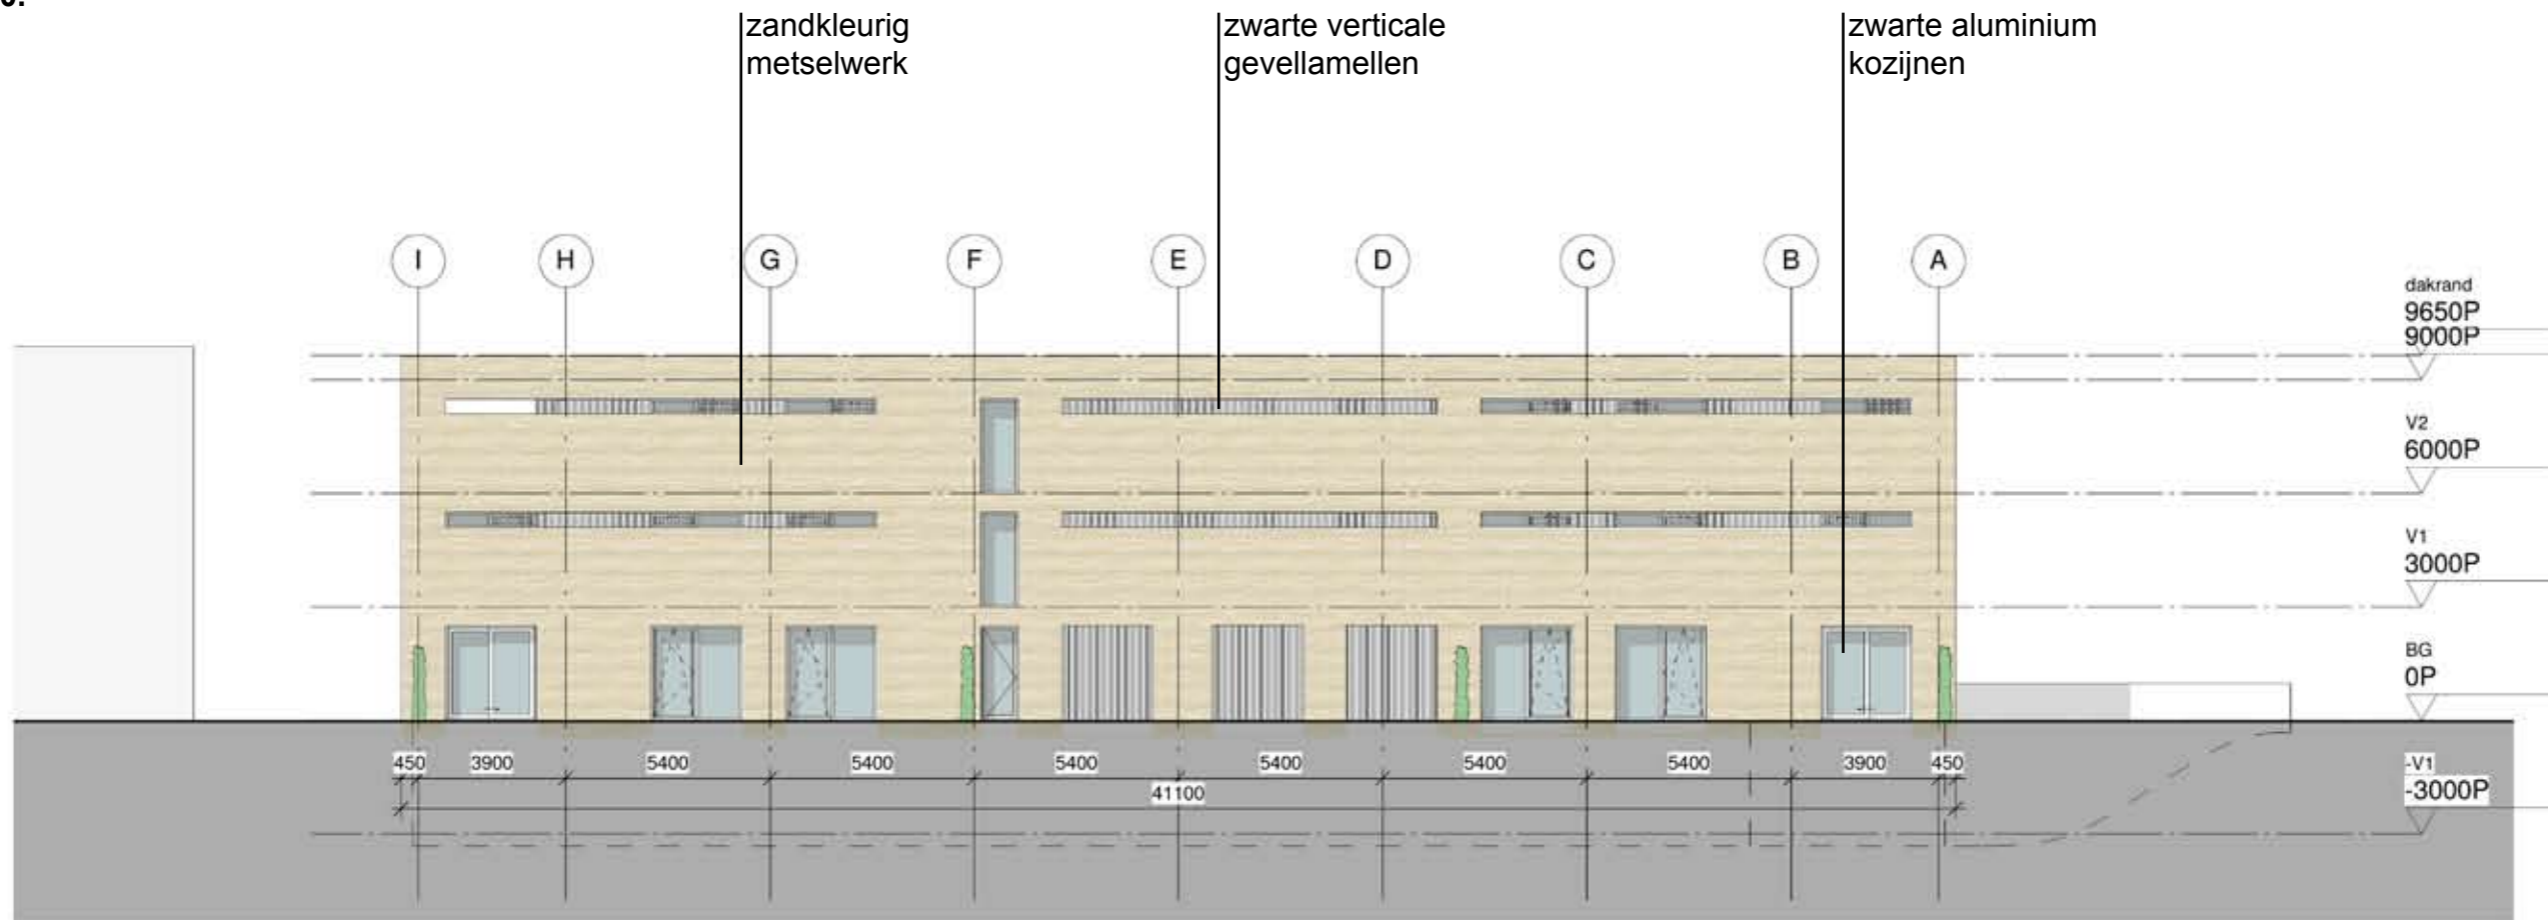 zandkleurig
metselwerk
zwarte verticale
gevellamellen
zwarte aluminium
kozijnen
I H G F E D C B A
dakrand
9650P
9000P
V2
6000P
V1
3000P
BG
0P
450 3900 5400 5400 5400 5400 5400 5400 3900 450
41100
-V1
-3000P